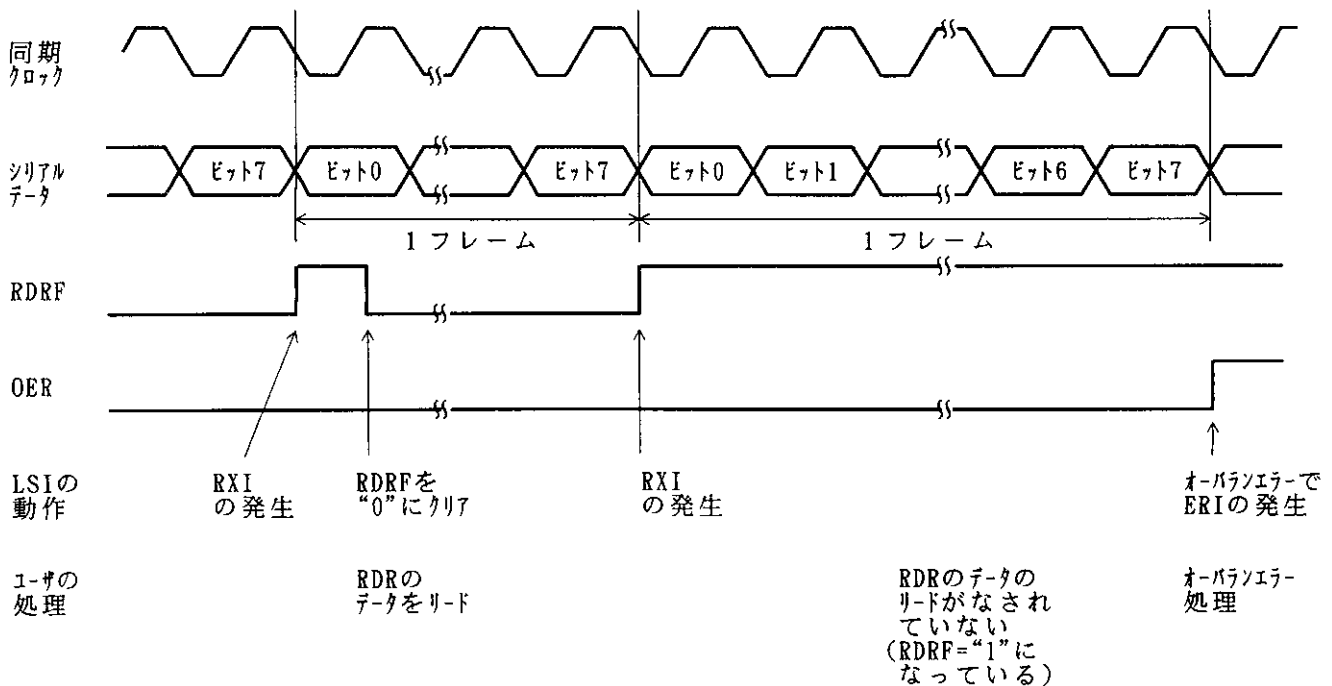 同期
クロック
シリアル
データ
ビット7
ビット0
ビット7
ビット0
ビット1
ビット6
ビット7
1フレーム
1フレーム
RDRF
OER
LSIの
動作
RXI
の発生
RDRFを
“0”にクリア
RXI
の発生
オーバランエラーで
ERIの発生
ユーザの
処理
RDRの
データをリード
RDRのデータの
リードがなされ
ていない
(RDRF=“1”に
なっている)
オーバランエラー
処理